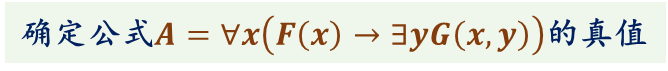 确定公式A = ∀x(F(x) → ∃yG(x, y))的真值